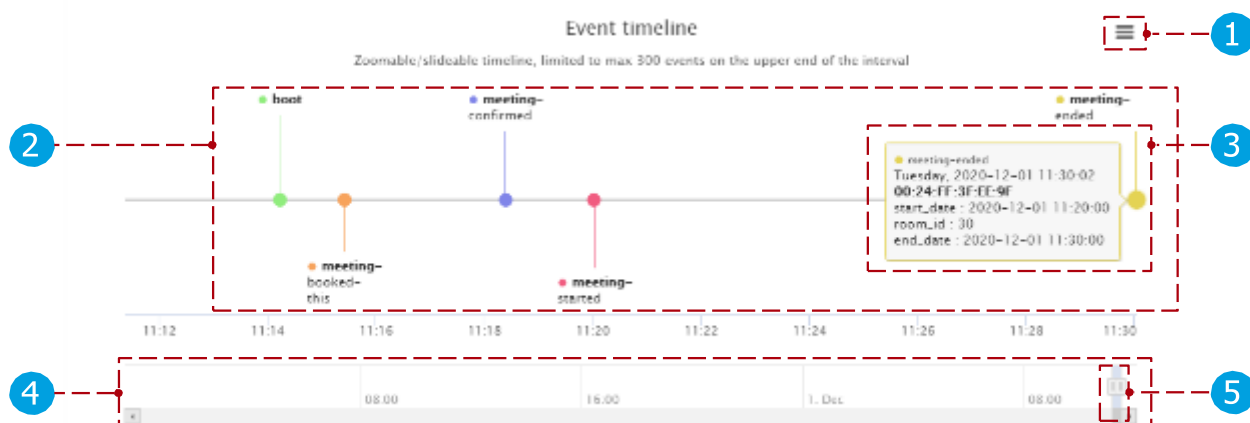 Event timeline
1
Zoomable/slideable timeline, limited to max 300 events on the upper end of the interval
boot
meeting-
confirmed
meeting-
ended
2
3
meeting-ended
Tuesday, 2020-12-01 11:30:02
00:24:FF:3F:EE:9F
start_date : 2020-12-01 11:20:00
room_id : 30
end_date : 2020-12-01 11:30:00
meeting-
booked-
this
meeting-
started
11:12 11:14 11:16 11:18 11:20 11:22 11:24 11:26 11:28 11:30
4
5
08:00 16:00 1. Dec 08:00